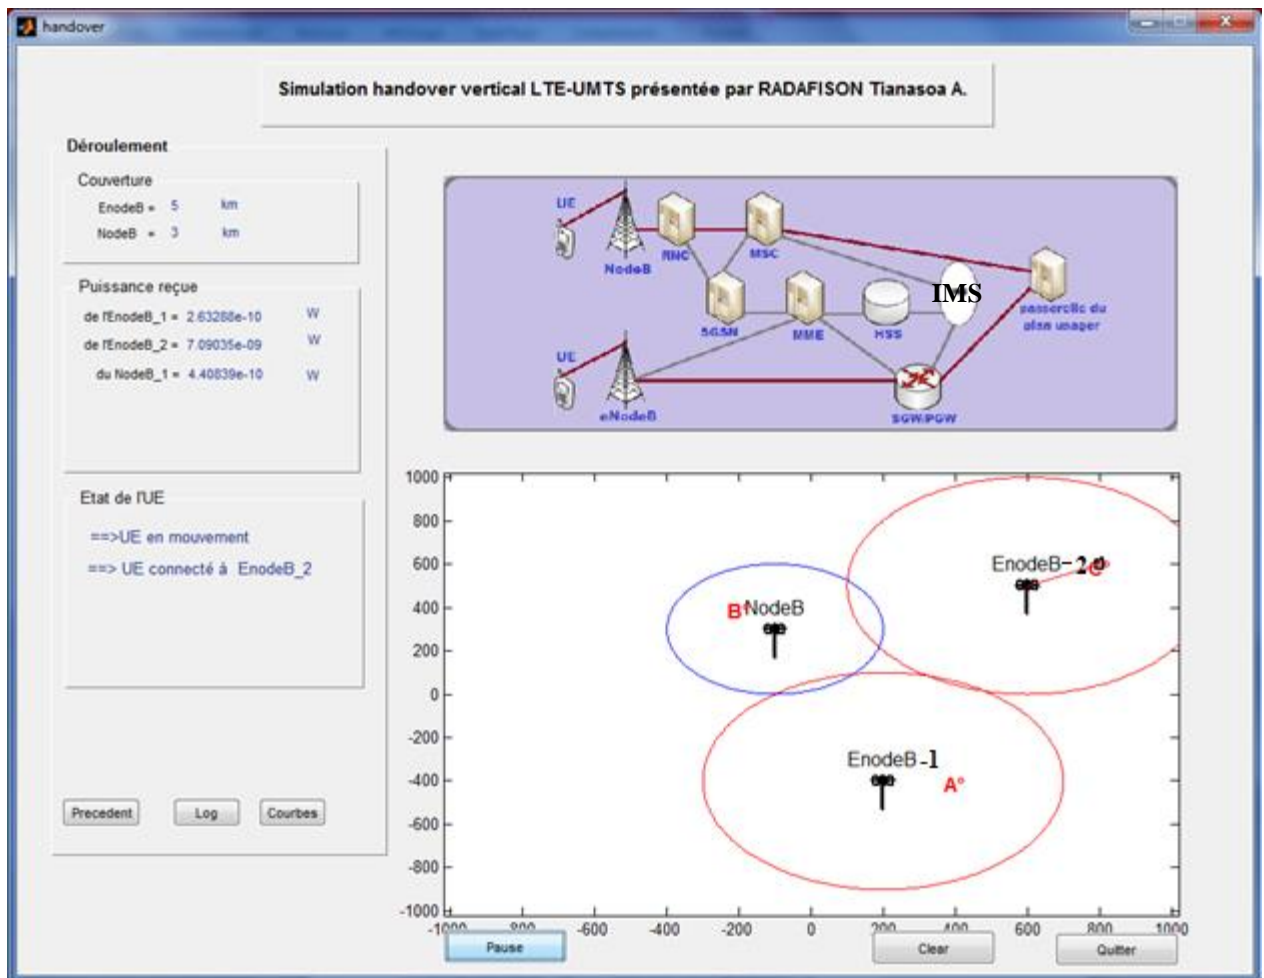 handover
Simulation handover vertical LTE-UMTS présentée par RADAFISON Tianasoa A.
Déroulement
Couverture
EnodeB = 5 km
NodeB = 3 km
Puissance reçue
de l'EnodeB_1 = 2.63288e-10 W
de l'EnodeB_2 = 7.09035e-09 W
du NodeB_1 = 4.40839e-10 W
Etat de l'UE
==>UE en mouvement
==> UE connecté à EnodeB_2
Precedent Log Courbes
UE
NodeB
RNC
MSC
SGSN
MME
HSS
IMS
passerelle du
plan usager
UE
eNodeB
SGW/PGW
1000
800
600
400
200
0
-200
-400
-600
-800
-1000
EnodeB-2
C°
B° NodeB
EnodeB-1
A°
-1000 -800 -600 -400 -200 0 200 400 600 800 1000
Pause Clear Quitter